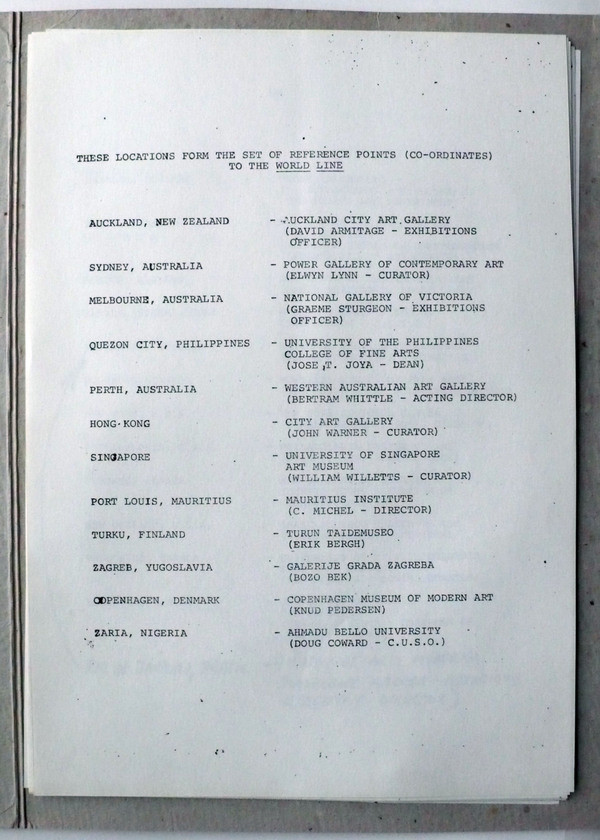 THESE LOCATIONS FORM THE SET OF REFERENCE POINTS (CO-ORDINATES)
TO THE WORLD LINE
AUCKLAND, NEW ZEALAND - AUCKLAND CITY ART GALLERY
(DAVID ARMITAGE - EXHIBITIONS
OFFICER)
SYDNEY, AUSTRALIA - POWER GALLERY OF CONTEMPORARY ART
(ELWYN LYNN - CURATOR)
MELBOURNE, AUSTRALIA - NATIONAL GALLERY OF VICTORIA
(GRAEME STURGEON - EXHIBITIONS
OFFICER)
QUEZON CITY, PHILIPPINES - UNIVERSITY OF THE PHILIPPINES
COLLEGE OF FINE ARTS
(JOSE T. JOYA - DEAN)
PERTH, AUSTRALIA - WESTERN AUSTRALIAN ART GALLERY
(BERTRAM WHITTLE - ACTING DIRECTOR)
HONG KONG - CITY ART GALLERY
(JOHN WARNER - CURATOR)
SINGAPORE - UNIVERSITY OF SINGAPORE
ART MUSEUM
(WILLIAM WILLETTS - CURATOR)
PORT LOUIS, MAURITIUS - MAURITIUS INSTITUTE
(C. MICHEL - DIRECTOR)
TURKU, FINLAND - TURUN TAIDEMUSEO
(ERIK BERGH)
ZAGREB, YUGOSLAVIA - GALERIJE GRADA ZAGREBA
(BOZO BEK)
COPENHAGEN, DENMARK - COPENHAGEN MUSEUM OF MODERN ART
(KNUD PEDERSEN)
ZARIA, NIGERIA - AHMADU BELLO UNIVERSITY
(DOUG COWARD - C.U.S.O.)